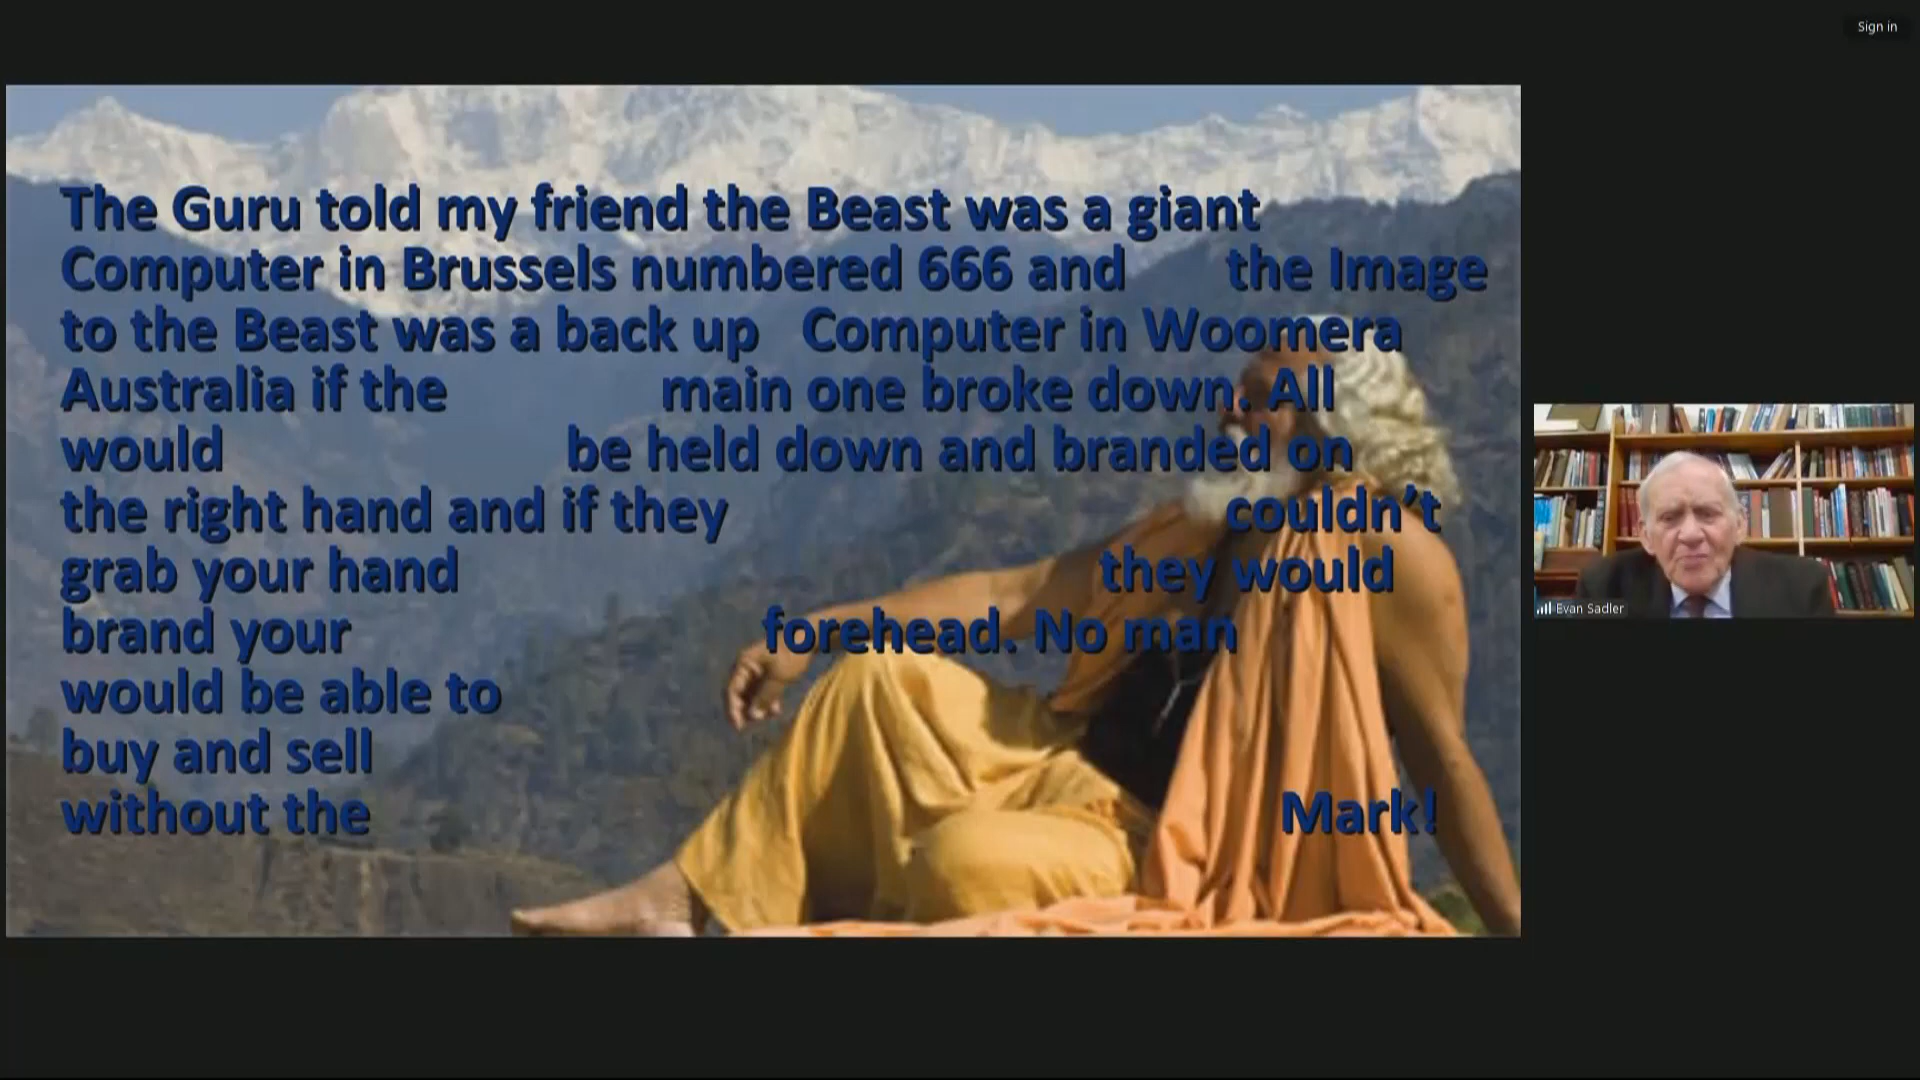 Sign in
The Guru told my friend the Beast was a giant
Computer in Brussels numbered 666 and the Image
to the Beast was a back up Computer in Woomera
Australia if the main one broke down. All
would be held down and branded on
the right hand and if they couldn't
grab your hand they would
brand your forehead. No man
would be able to
buy and sell
without the Mark!
Evan Sadler